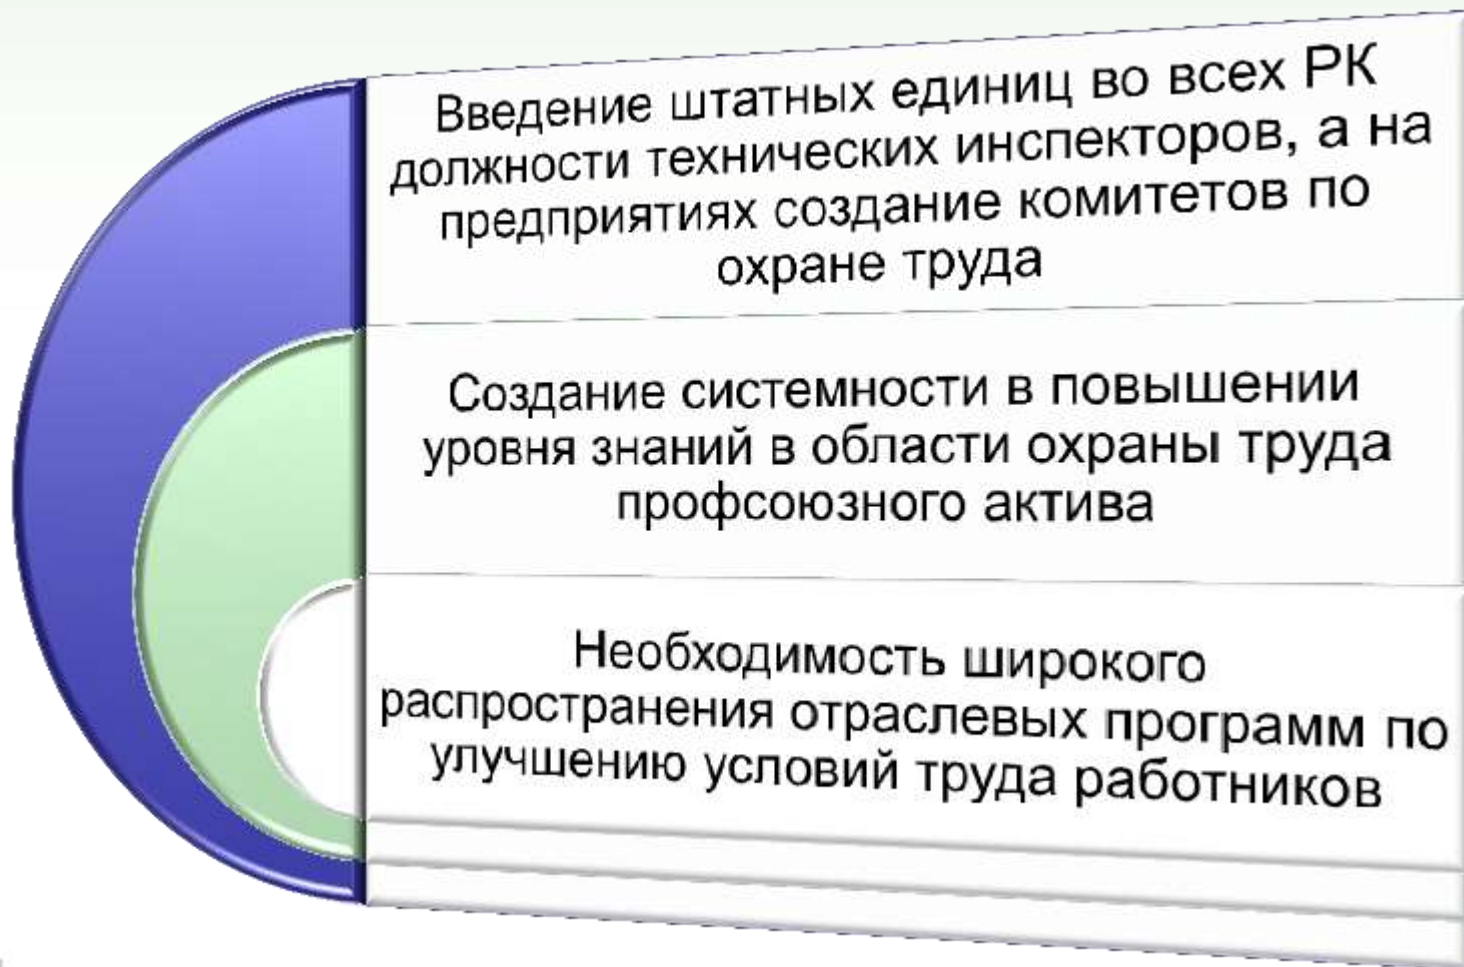 Введение штатных единиц во всех РК
должности технических инспекторов, а на
предприятиях создание комитетов по
охране труда
Создание системности в повышении
уровня знаний в области охраны труда
профсоюзного актива
Необходимость широкого
распространения отраслевых программ по
улучшению условий труда работников